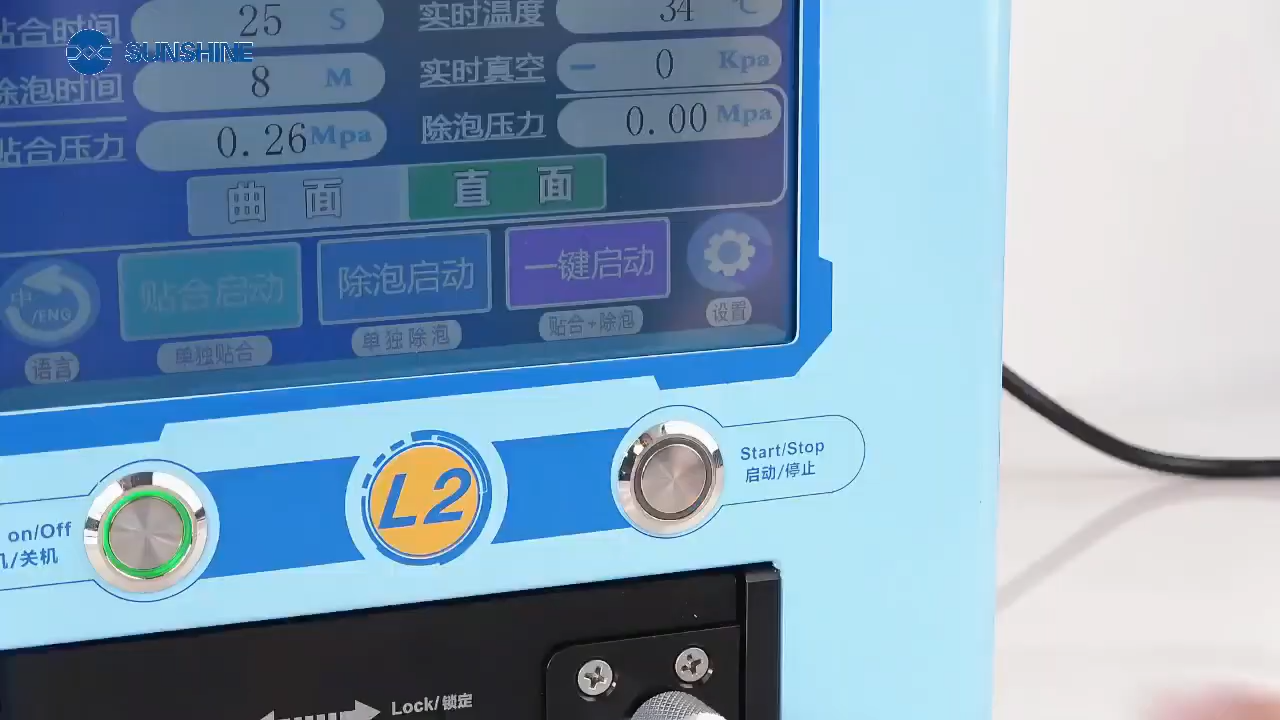 SUNSHINE
贴合时间 25 S
实时温度 34 ℃
除泡时间 8 M
实时真空 － 0 Kpa
贴合压力 0.26 Mpa
除泡压力 0.00 Mpa
曲 面 直 面
中/ENG 贴合启动 除泡启动 一键启动
语言 单独贴合 单独除泡 贴合+除泡 设置
on/Off
机/关机
L2
Start/Stop
启动/停止
Lock/锁定